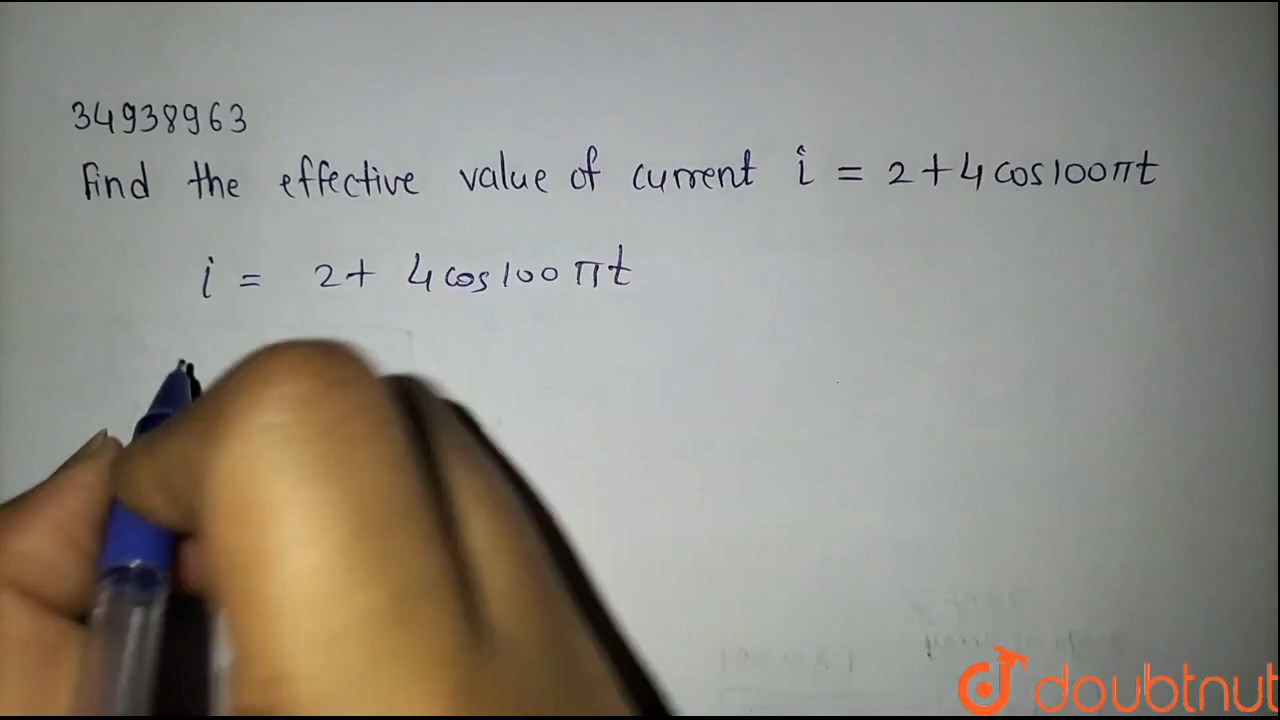 34938963
Find the effective value of current i = 2+4cos100πt
i = 2+ 4cos100πt
doubtnut